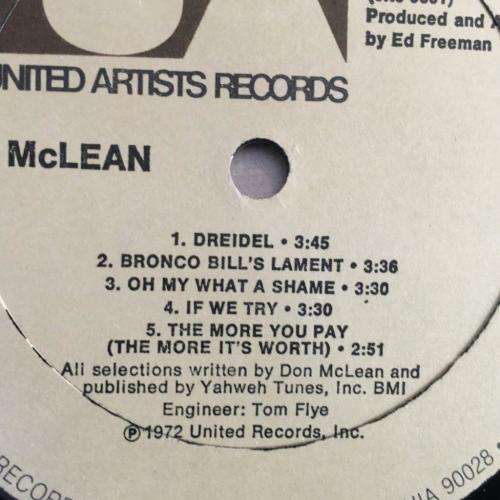 Produced and
by Ed Freeman
UNITED ARTISTS RECORDS
McLEAN
1. DREIDEL • 3:45
2. BRONCO BILL'S LAMENT • 3:36
3. OH MY WHAT A SHAME • 3:30
4. IF WE TRY • 3:30
5. THE MORE YOU PAY
(THE MORE IT'S WORTH) • 2:51
All selections written by Don McLean and
published by Yahweh Tunes, Inc. BMI
Engineer: Tom Flye
Ⓟ 1972 United Records, Inc.
RECOR
90028 •